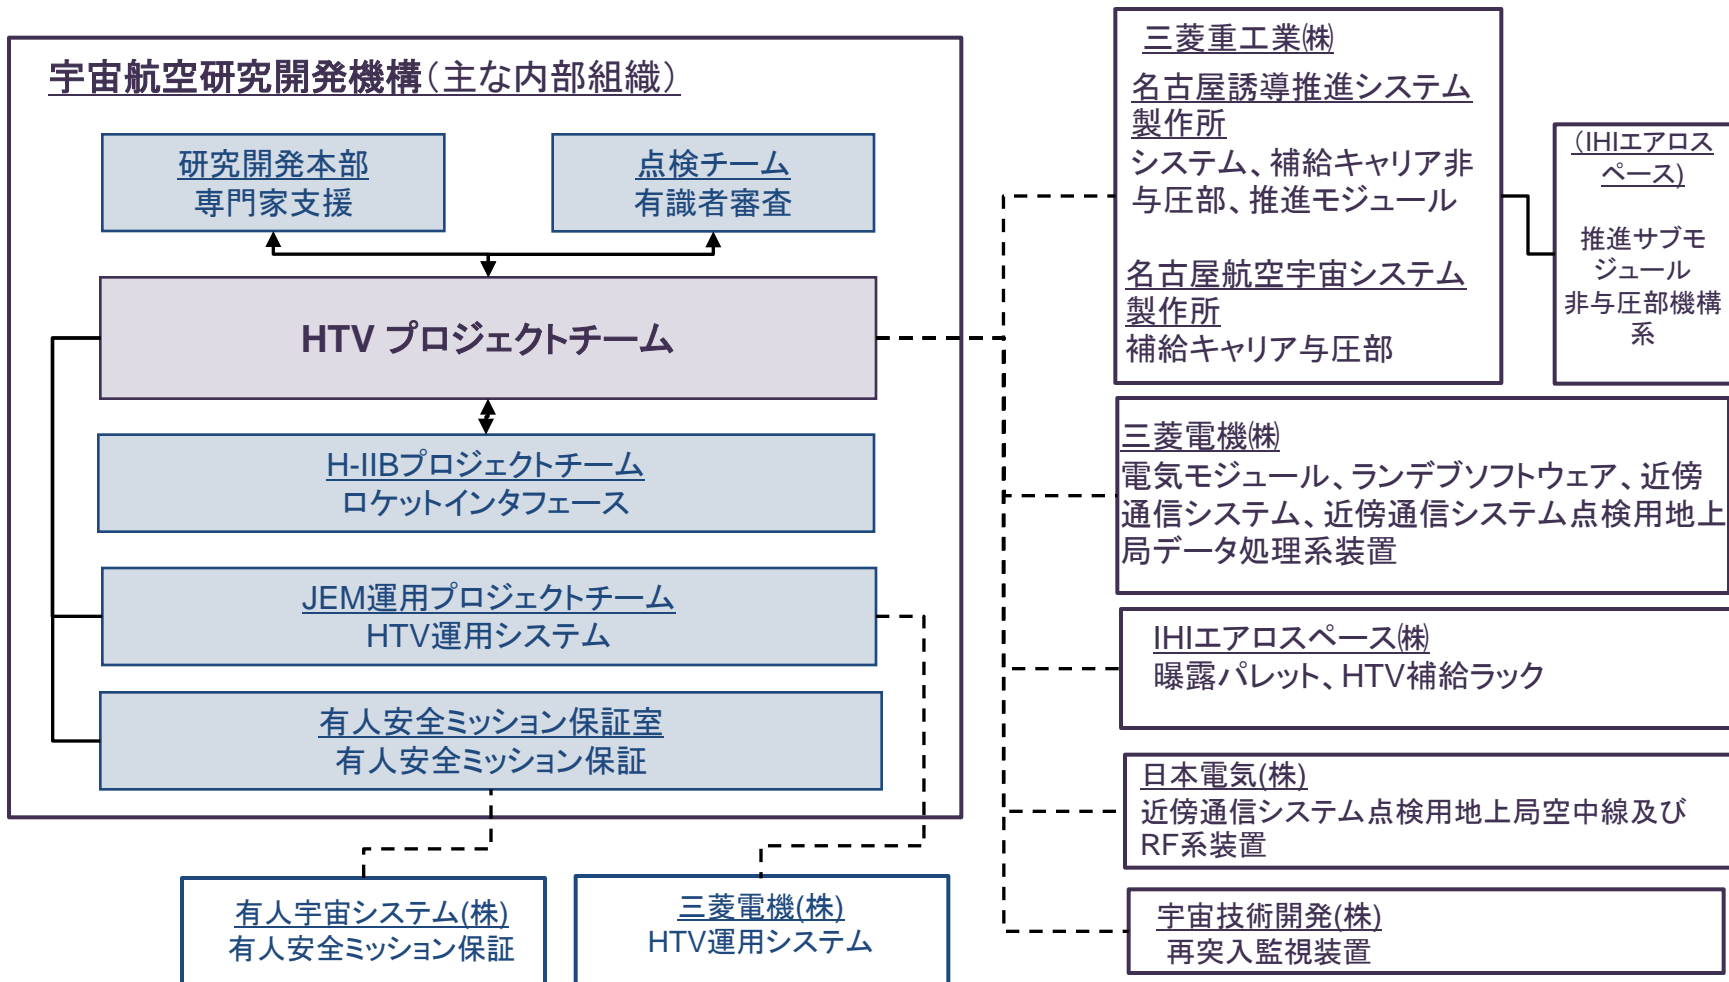 宇宙航空研究開発機構(主な内部組織)
研究開発本部
専門家支援
点検チーム
有識者審査
HTV プロジェクトチーム
H-IIBプロジェクトチーム
ロケットインタフェース
JEM運用プロジェクトチーム
HTV運用システム
有人安全ミッション保証室
有人安全ミッション保証
有人宇宙システム(株)
有人安全ミッション保証
三菱電機(株)
HTV運用システム
三菱重工業㈱
名古屋誘導推進システム
製作所
システム、補給キャリア非
与圧部、推進モジュール
名古屋航空宇宙システム
製作所
補給キャリア与圧部
(IHIエアロス
ペース)
推進サブモ
ジュール
非与圧部機構
系
三菱電機㈱
電気モジュール、ランデブソフトウェア、近傍
通信システム、近傍通信システム点検用地上
局データ処理系装置
IHIエアロスペース㈱
曝露パレット、HTV補給ラック
日本電気(株)
近傍通信システム点検用地上局空中線及び
RF系装置
宇宙技術開発(株)
再突入監視装置